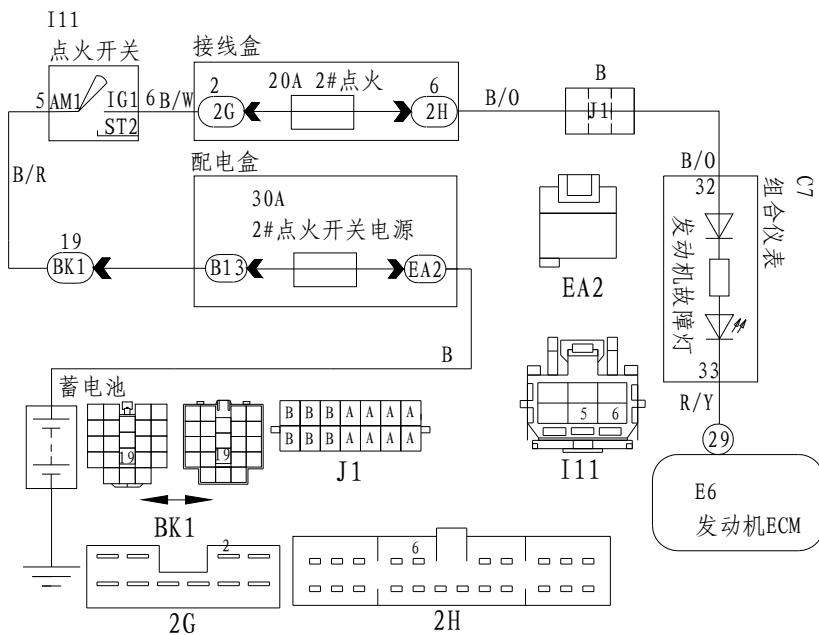 I11
点火开关
接线盒
5 AM1 IG1 6 B/W
ST2
2
2G
20A 2#点火
6
2H
B/O
B
J1
B/R
配电盒
30A
2#点火开关电源
19
BK1
B13
EA2
EA2
B/O
32
C7
组合仪表
发动机故障灯
33
R/Y
29
E6
发动机ECM
B
蓄电池
19
19
BK1
B B B A A A A
B B B A A A A
J1
5 6
I11
2
2G
6
2H